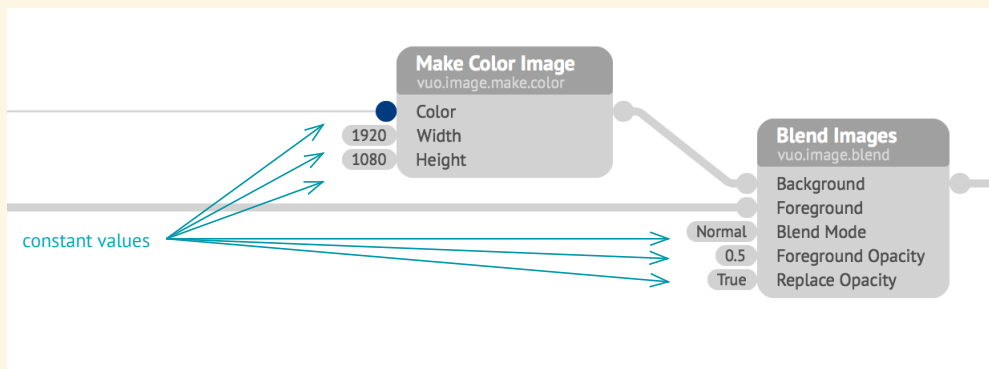 Make Color Image
vuo.image.make.color
Color
1920 Width
1080 Height
Blend Images
vuo.image.blend
Background
Foreground
Normal Blend Mode
0.5 Foreground Opacity
True Replace Opacity
constant values